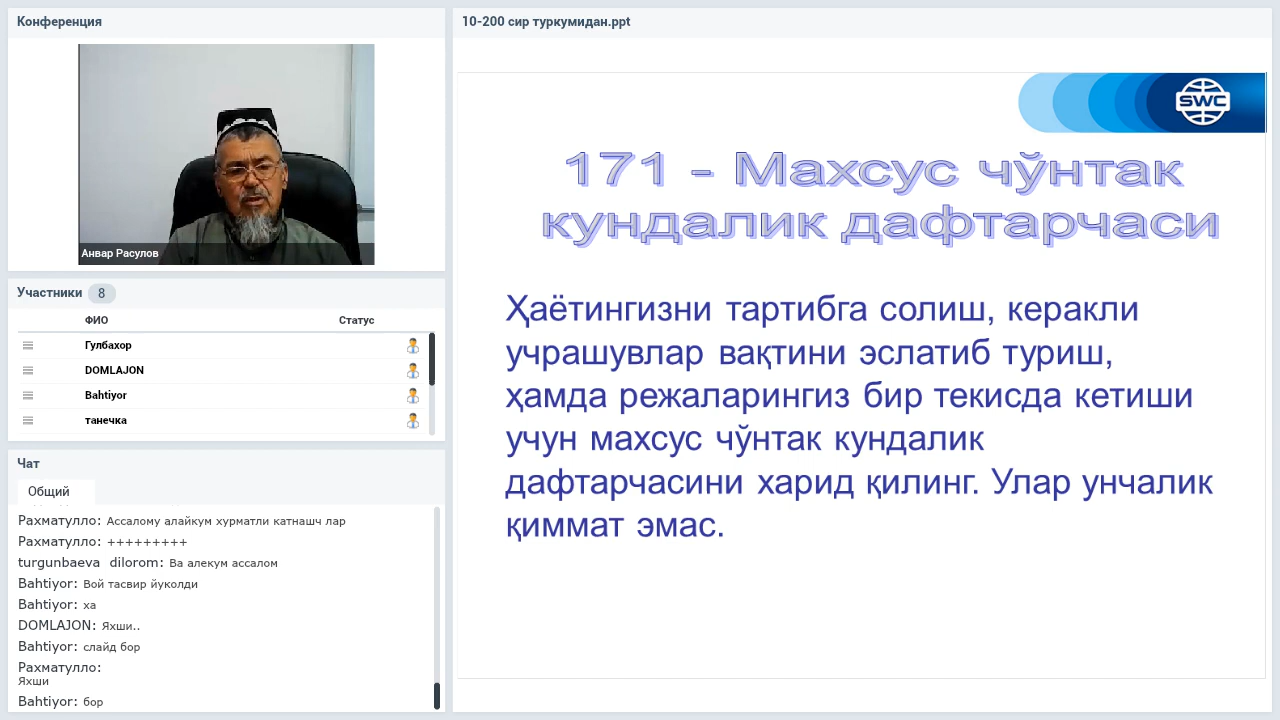 Конференция
Анвар Расулов
Участники 8
ФИО Статус
Гулбахор
DOMLAJON
Bahtiyor
танечка
Чат
Общий
Рахматулло: Ассалому алайкум хурматли катнашч лар
Рахматулло: +++++++++
turgunbaeva dilorom: Ва алекум ассалом
Bahtiyor: Вой тасвир йуколди
Bahtiyor: ха
DOMLAJON: Яхши..
Bahtiyor: слайд бор
Рахматулло:
Яхши
Bahtiyor: бор
10-200 сир туркумидан.ppt
SWC
171 - Махсус чўнтак
кундалик дафтарчаси
Ҳаётингизни тартибга солиш, керакли
учрашувлар вақтини эслатиб туриш,
ҳамда режаларингиз бир текисда кетиши
учун махсус чўнтак кундалик
дафтарчасини харид қилинг. Улар унчалик
қиммат эмас.